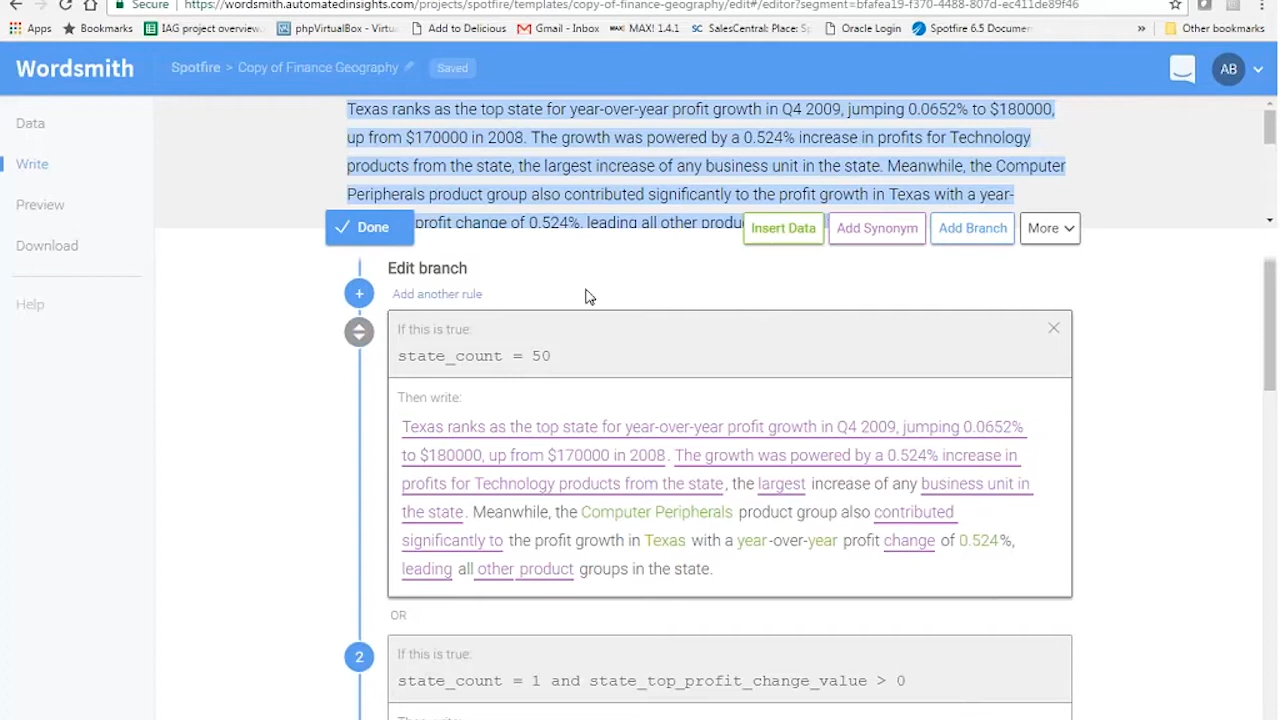 Secure
https://wordsmith.automatedinsights.com/projects/spotfire/templates/copy-of-finance-geography/edit#/editor?segment=bfafea19-f370-4488-807d-ec411de89f46
Apps Bookmarks IAG project overview. phpVirtualBox - Virtu Add to Delicious Gmail - Inbox MAX! 1.4.1 SalesCentral: Place: Sp Oracle Login Spotfire 6.5 Documen » Other bookmarks
Wordsmith Spotfire > Copy of Finance Geography Saved AB
Data
Write
Preview
Download
Help
Texas ranks as the top state for year-over-year profit growth in Q4 2009, jumping 0.0652% to $180000,
up from $170000 in 2008. The growth was powered by a 0.524% increase in profits for Technology
products from the state, the largest increase of any business unit in the state. Meanwhile, the Computer
Peripherals product group also contributed significantly to the profit growth in Texas with a year-
profit change of 0.524%, leading all other produ
Done Insert Data Add Synonym Add Branch More
Edit branch
+ Add another rule
If this is true:
state_count = 50
Then write:
Texas ranks as the top state for year-over-year profit growth in Q4 2009, jumping 0.0652%
to $180000, up from $170000 in 2008. The growth was powered by a 0.524% increase in
profits for Technology products from the state, the largest increase of any business unit in
the state. Meanwhile, the Computer Peripherals product group also contributed
significantly to the profit growth in Texas with a year-over-year profit change of 0.524%,
leading all other product groups in the state.
OR
2
If this is true:
state_count = 1 and state_top_profit_change_value > 0
Then write: